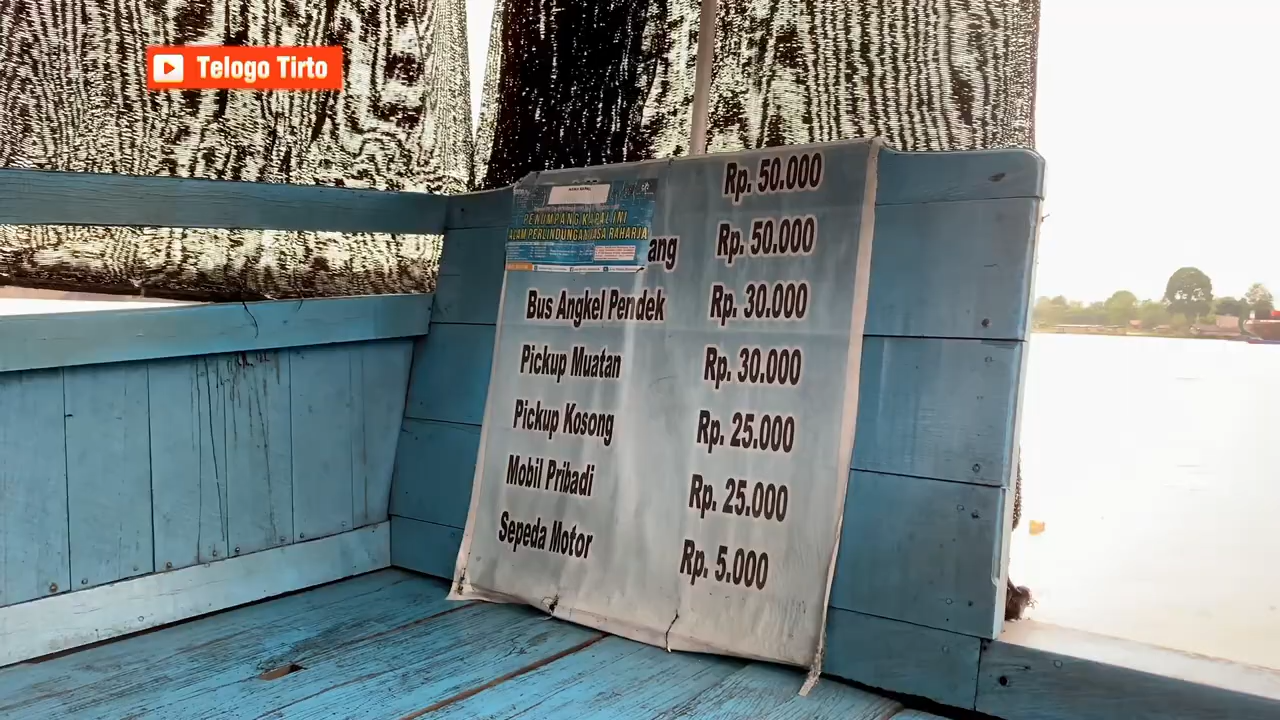 Telogo Tirto
Rp. 50.000
PENUMPANG KAPAL INI
ALAM PERLINDUNGAN JASA RAHARJA
ang Rp. 50.000
Bus Angkel Pendek Rp. 30.000
Pickup Muatan Rp. 30.000
Pickup Kosong Rp. 25.000
Mobil Pribadi Rp. 25.000
Sepeda Motor Rp. 5.000